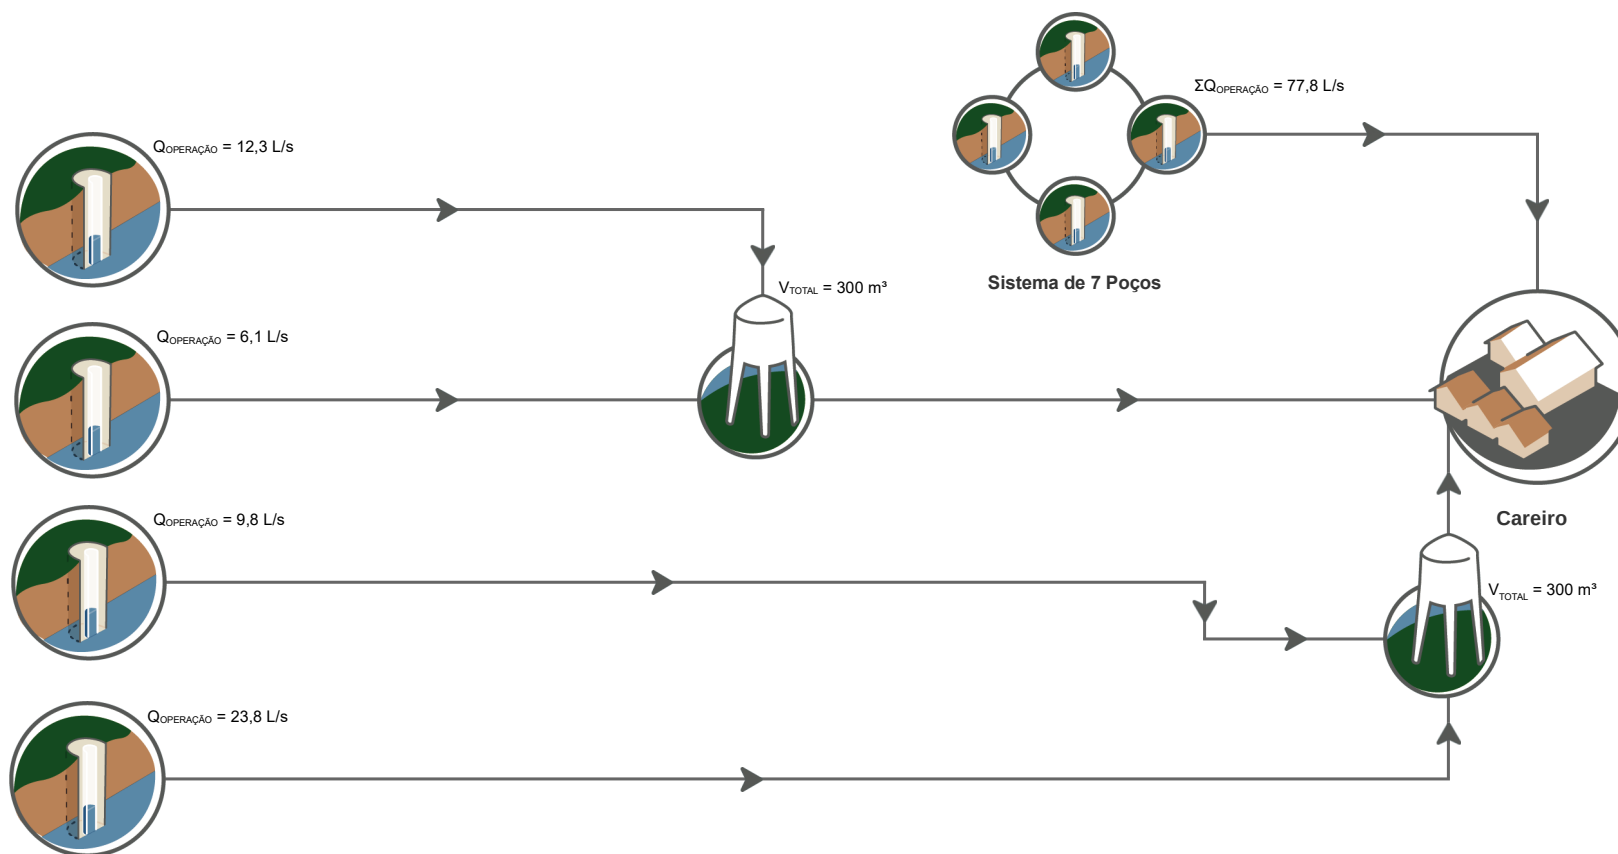 ΣQOPERAÇÃO = 77,8 L/s
QOPERAÇÃO = 12,3 L/s
Sistema de 7 Poços
VTOTAL = 300 m³
QOPERAÇÃO = 6,1 L/s
QOPERAÇÃO = 9,8 L/s
Careiro
VTOTAL = 300 m³
QOPERAÇÃO = 23,8 L/s